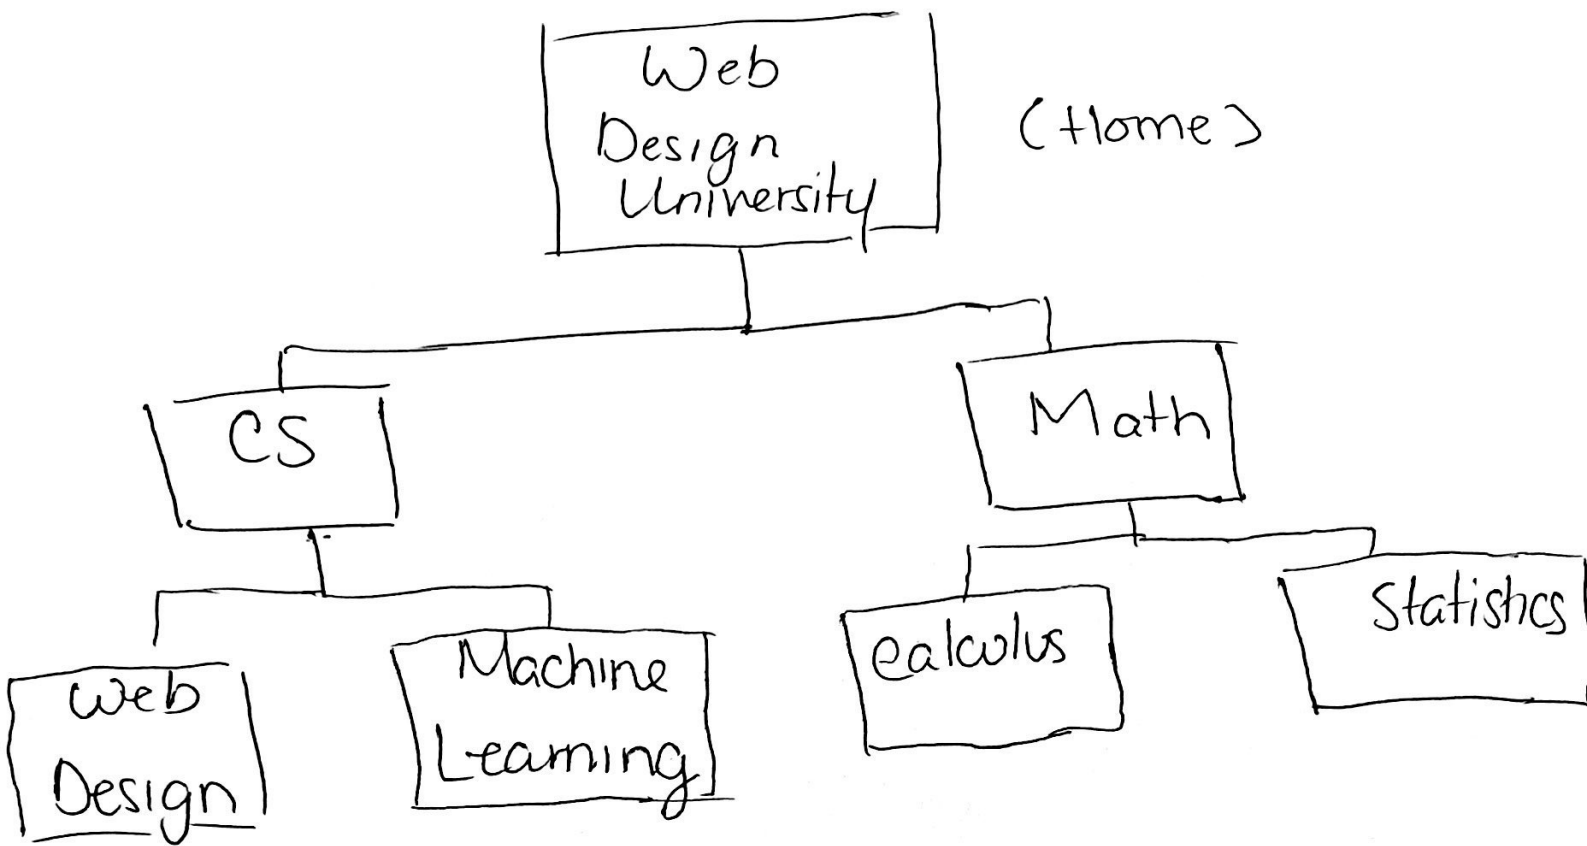 Web
Design
University
(Home)
CS
Math
Web
Design
Machine
Learning
Calculus
Statistics